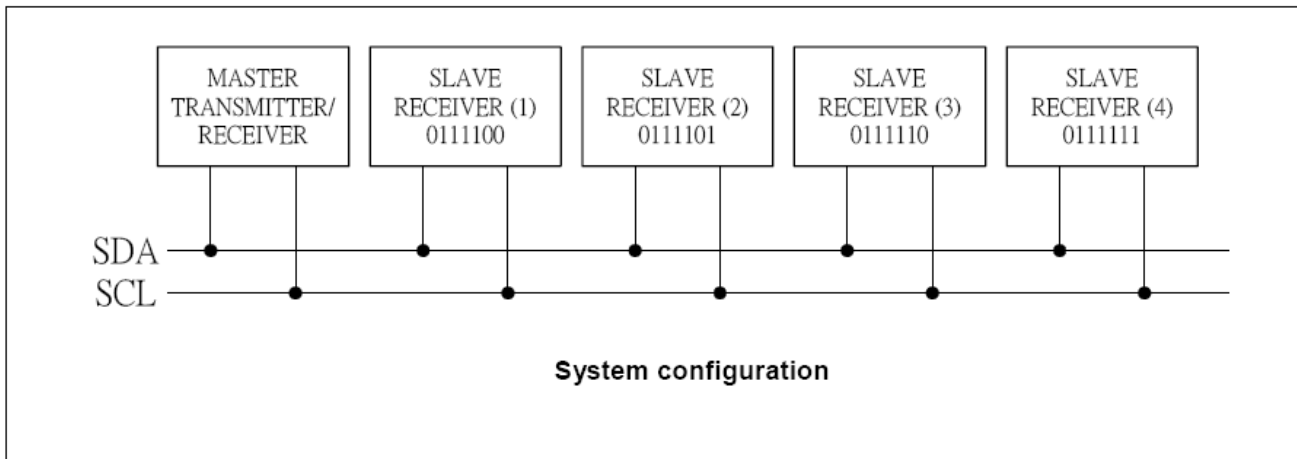 MASTER
TRANSMITTER/
RECEIVER
SLAVE
RECEIVER (1)
0111100
SLAVE
RECEIVER (2)
0111101
SLAVE
RECEIVER (3)
0111110
SLAVE
RECEIVER (4)
0111111
SDA
SCL
System configuration